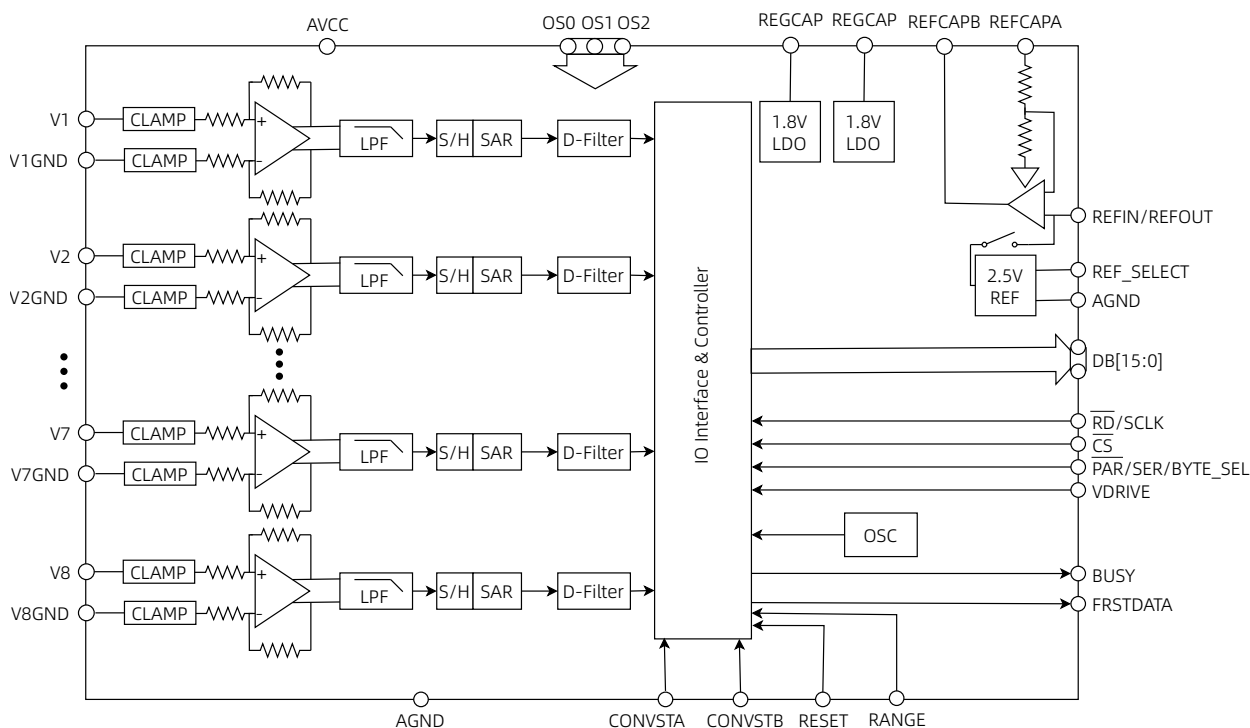 AVCC
OS0 OS1 OS2
REGCAP
REGCAP
REFCAPB
REFCAPA
V1
CLAMP
+
V1GND
CLAMP
-
LPF
S/H
SAR
D-Filter
1.8V
LDO
1.8V
LDO
REFIN/REFOUT
V2
CLAMP
+
V2GND
CLAMP
-
LPF
S/H
SAR
D-Filter
2.5V
REF
REF_SELECT
AGND
IO Interface & Controller
DB[15:0]
V7
CLAMP
+
V7GND
CLAMP
-
LPF
S/H
SAR
D-Filter
RD/SCLK
CS
PAR/SER/BYTE_SEL
VDRIVE
OSC
V8
CLAMP
+
V8GND
CLAMP
-
LPF
S/H
SAR
D-Filter
BUSY
FRSTDATA
AGND
CONVSTA
CONVSTB
RESET
RANGE